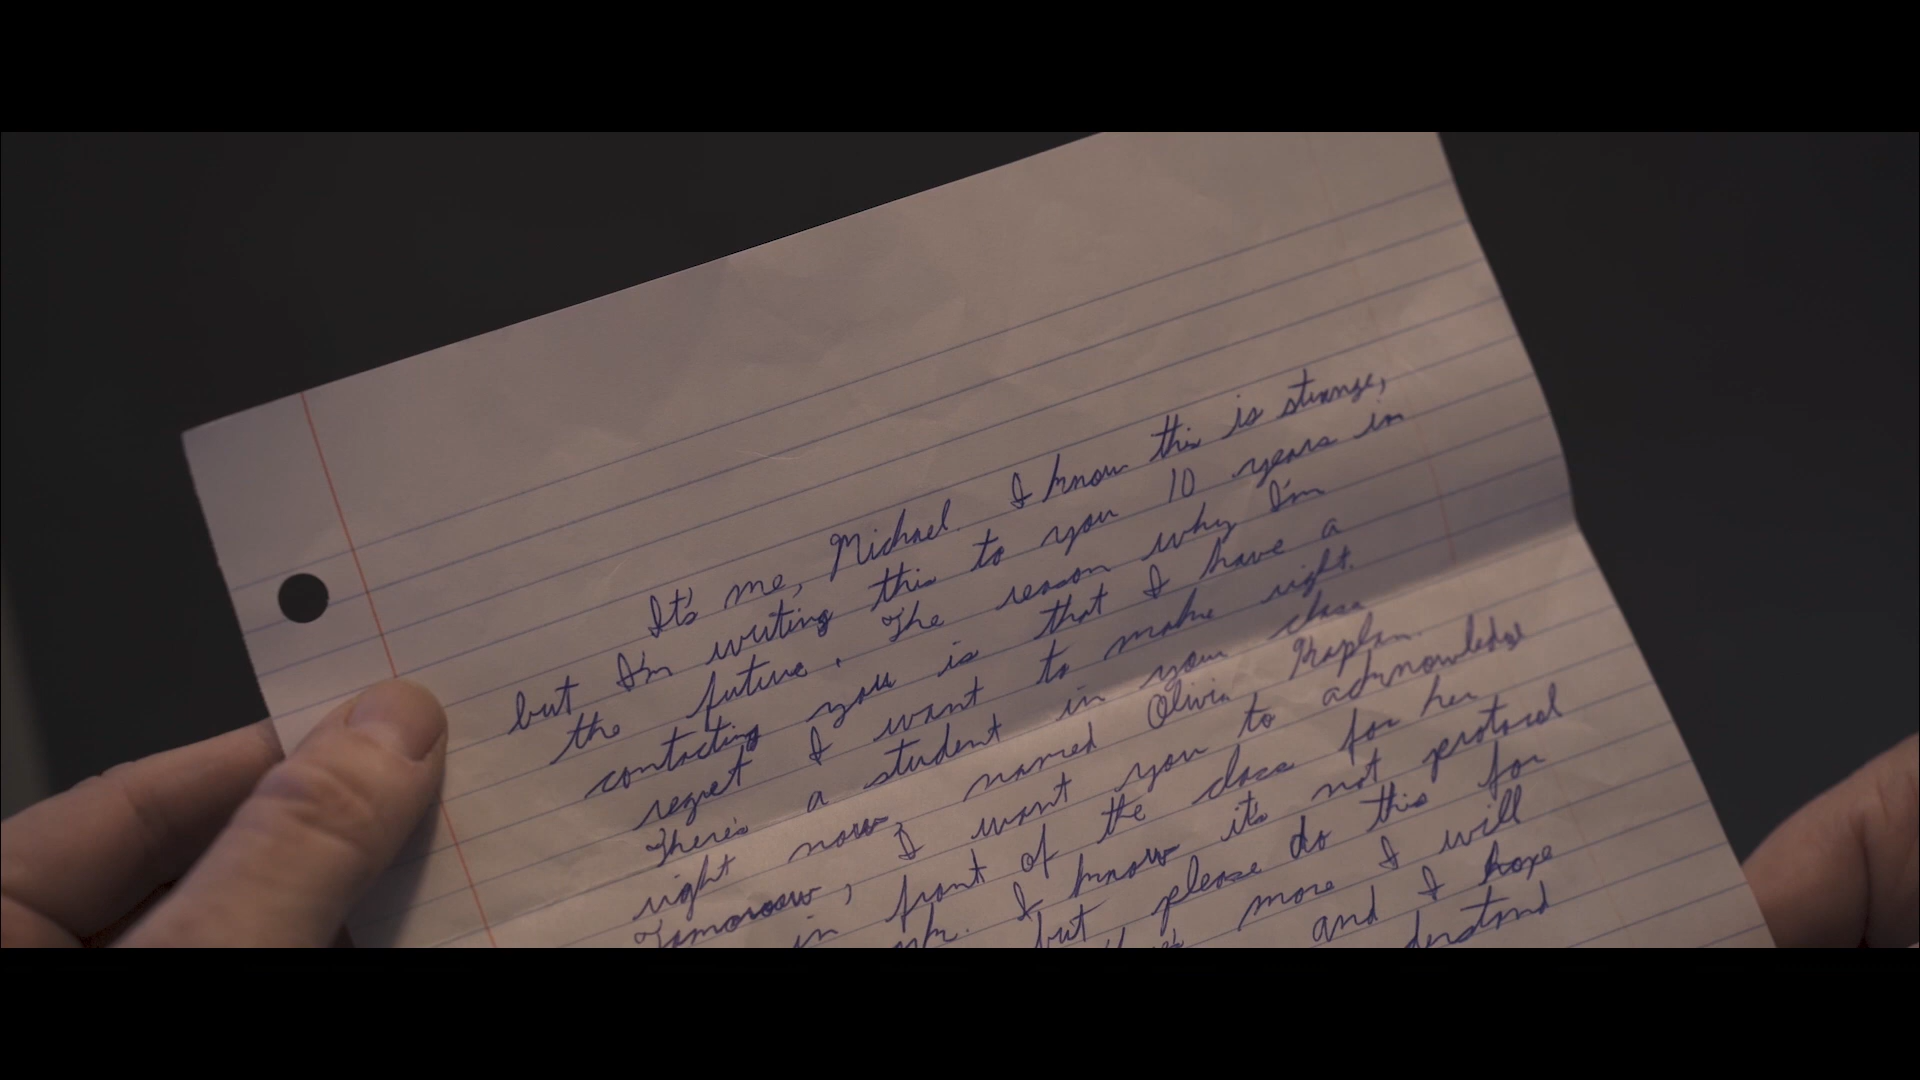 It's me, Michael. I know this is strange,
but I'm writing this to you 10 years in
the future. The reason why I'm
contacting you is that I have a
regret I want to make right.
There's a student in your class
right now, named Olivia Kaplan.
Tomorrow, I want you to acknowledge
in front of the class for her
I know it's not protocol
but please do this for
more I will
and I hope